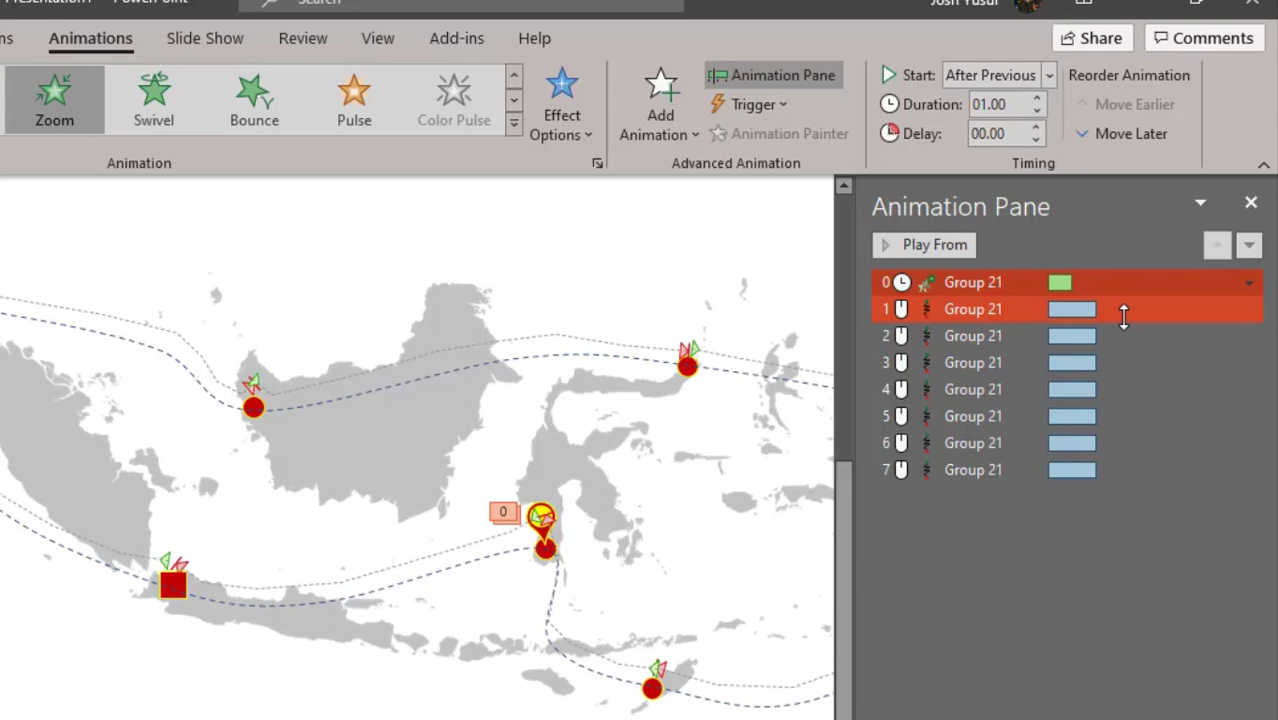 Search
ns Animations Slide Show Review View Add-ins Help Share Comments
Zoom Swivel Bounce Pulse Color Pulse
Effect
Options
Add
Animation
Animation Pane
Trigger
Animation Painter
Start: After Previous
Duration: 01.00
Delay: 00.00
Reorder Animation
Move Earlier
Move Later
Animation Advanced Animation Timing
Animation Pane
Play From
0 Group 21
1 Group 21
2 Group 21
3 Group 21
4 Group 21
5 Group 21
6 Group 21
7 Group 21
0